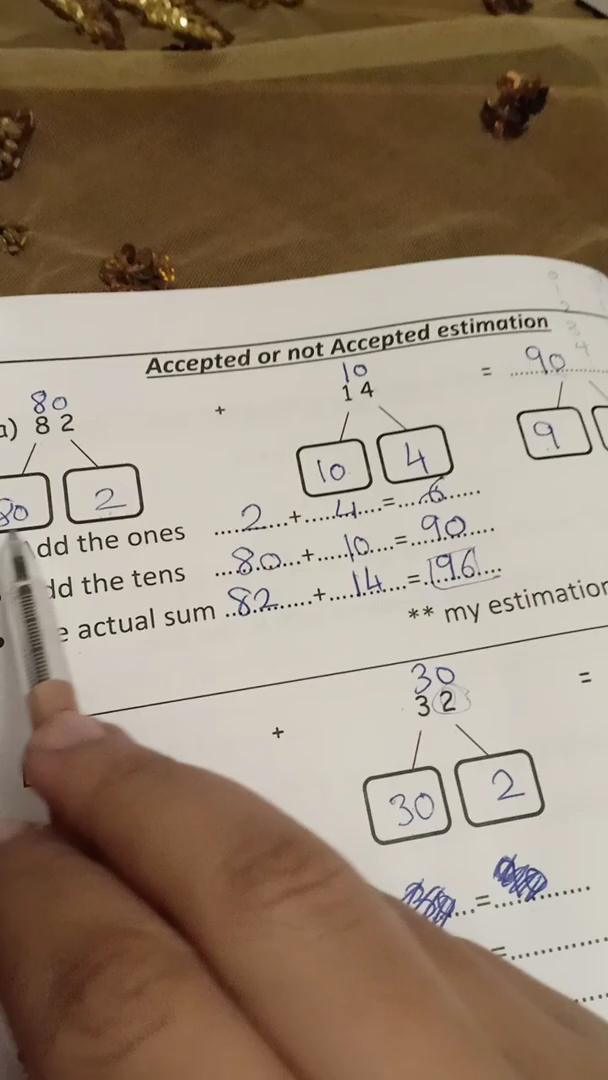 Accepted or not Accepted estimation
80 10
a) 82 + 14 = 90
80 2 10 4 9
Add the ones 2 + 4 = 6
dd the tens 80 + 10 = 90
e actual sum 82 + 14 = 96
** my estimation
30
+ 32 =
30 2
=
=